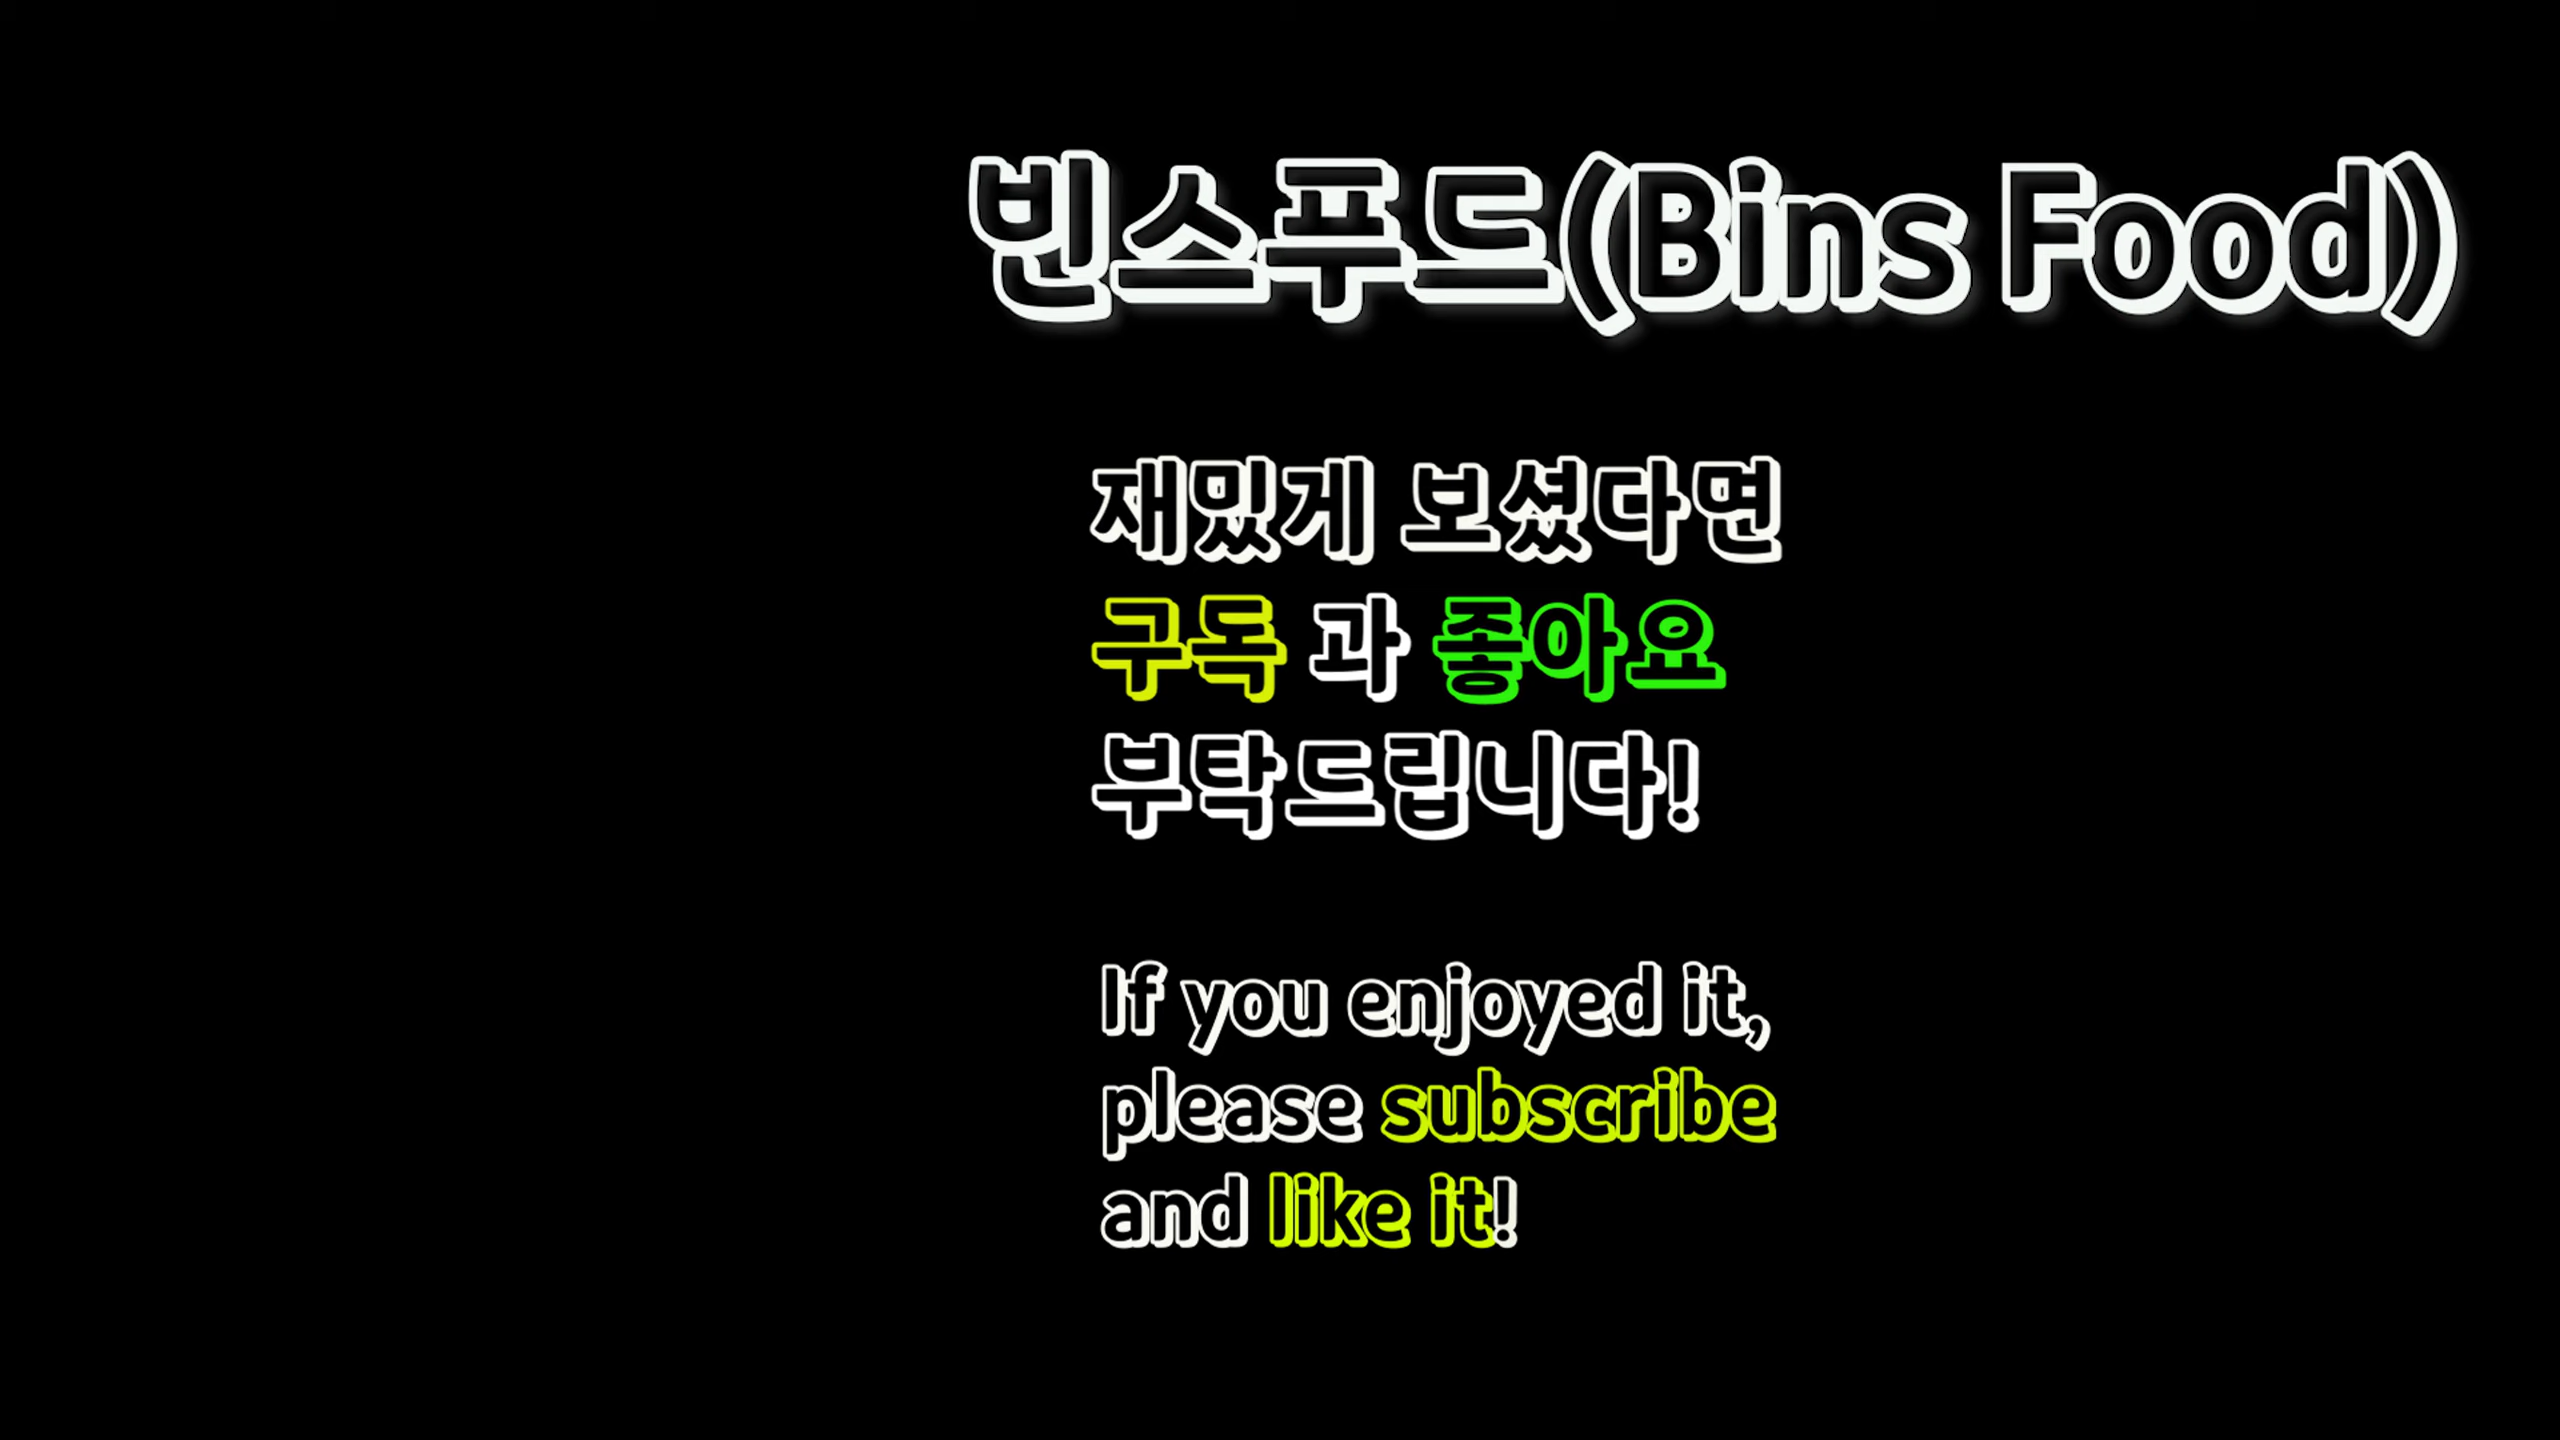 빈스푸드(Bins Food)
재밌게 보셨다면
구독 과 좋아요
부탁드립니다!
If you enjoyed it,
please subscribe
and like it!